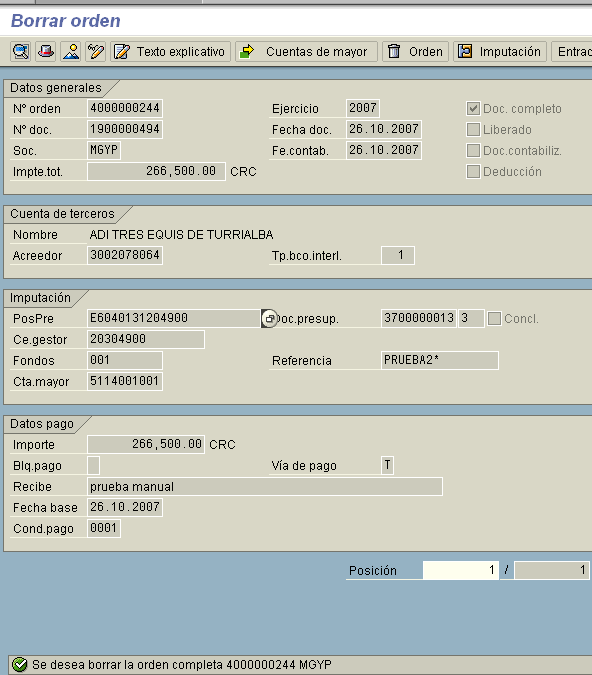 Borrar orden
Texto explicativo Cuentas de mayor Orden Imputación Entrad
Datos generales
Nº orden 4000000244 Ejercicio 2007 Doc. completo
Nº doc. 1900000494 Fecha doc. 26.10.2007 Liberado
Soc. MGYP Fe.contab. 26.10.2007 Doc.contabiliz.
Impte.tot. 266,500.00 CRC Deducción
Cuenta de terceros
Nombre ADI TRES EQUIS DE TURRIALBA
Acreedor 3002078064 Tp.bco.interl. 1
Imputación
PosPre E6040131204900 Doc.presup. 3700000013 3 Concl.
Ce.gestor 20304900
Fondos 001 Referencia PRUEBA2*
Cta.mayor 5114001001
Datos pago
Importe 266,500.00 CRC
Blq.pago Vía de pago T
Recibe prueba manual
Fecha base 26.10.2007
Cond.pago 0001
Posición 1 / 1
Se desea borrar la orden completa 4000000244 MGYP